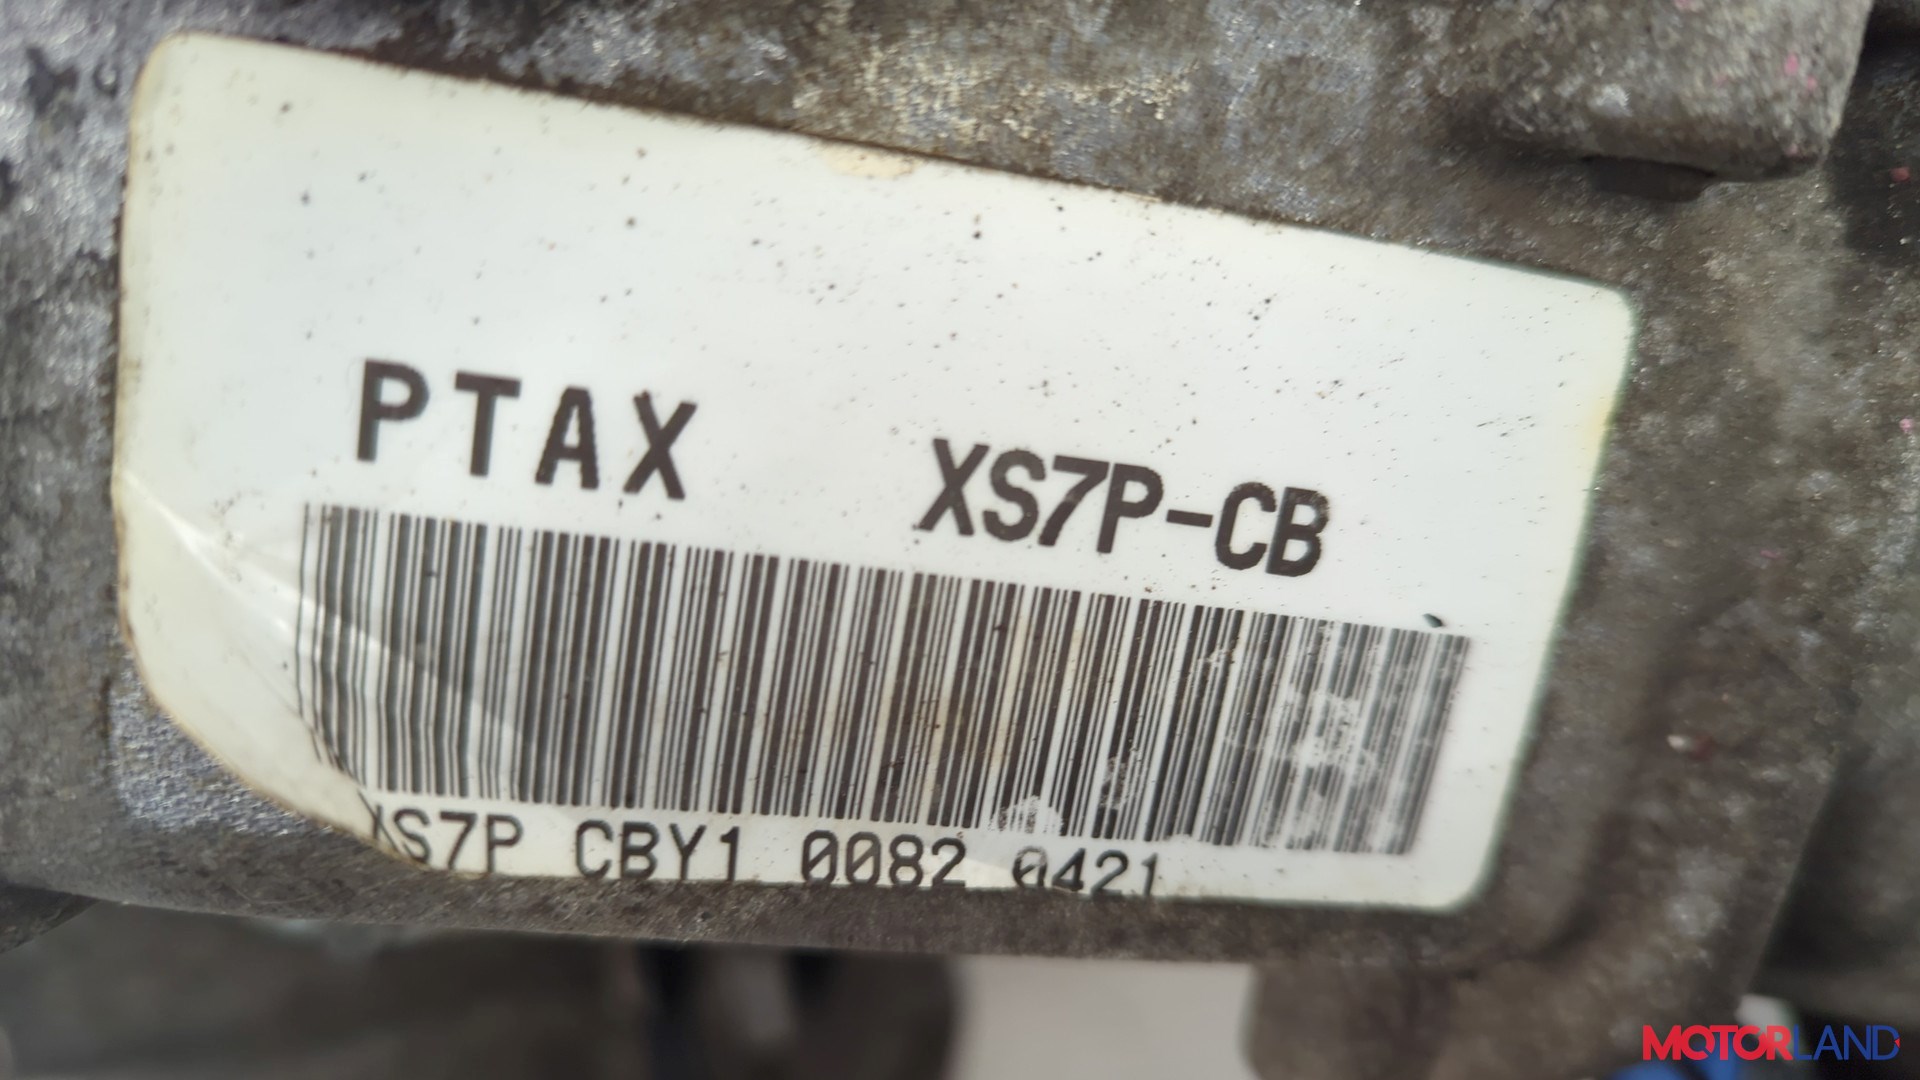 PTAX XS7P-CB
XS7P CBY1 0082 0421
MOTORLAND